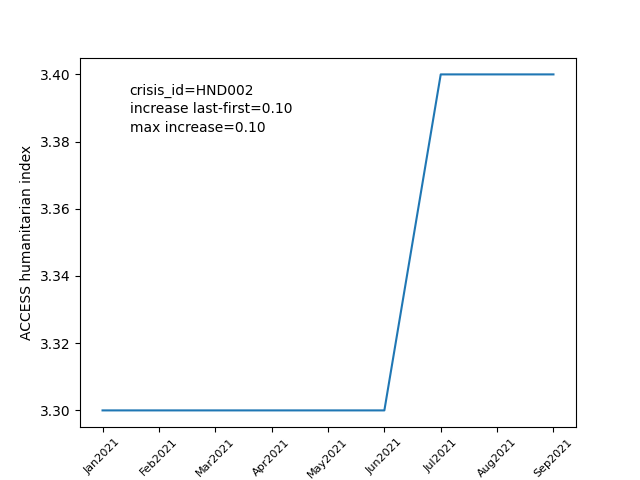 crisis_id=HND002
increase last-first=0.10
max increase=0.10
ACCESS humanitarian index
3.40
3.38
3.36
3.34
3.32
3.30
Jan2021
Feb2021
Mar2021
Apr2021
May2021
Jun2021
Jul2021
Aug2021
Sep2021